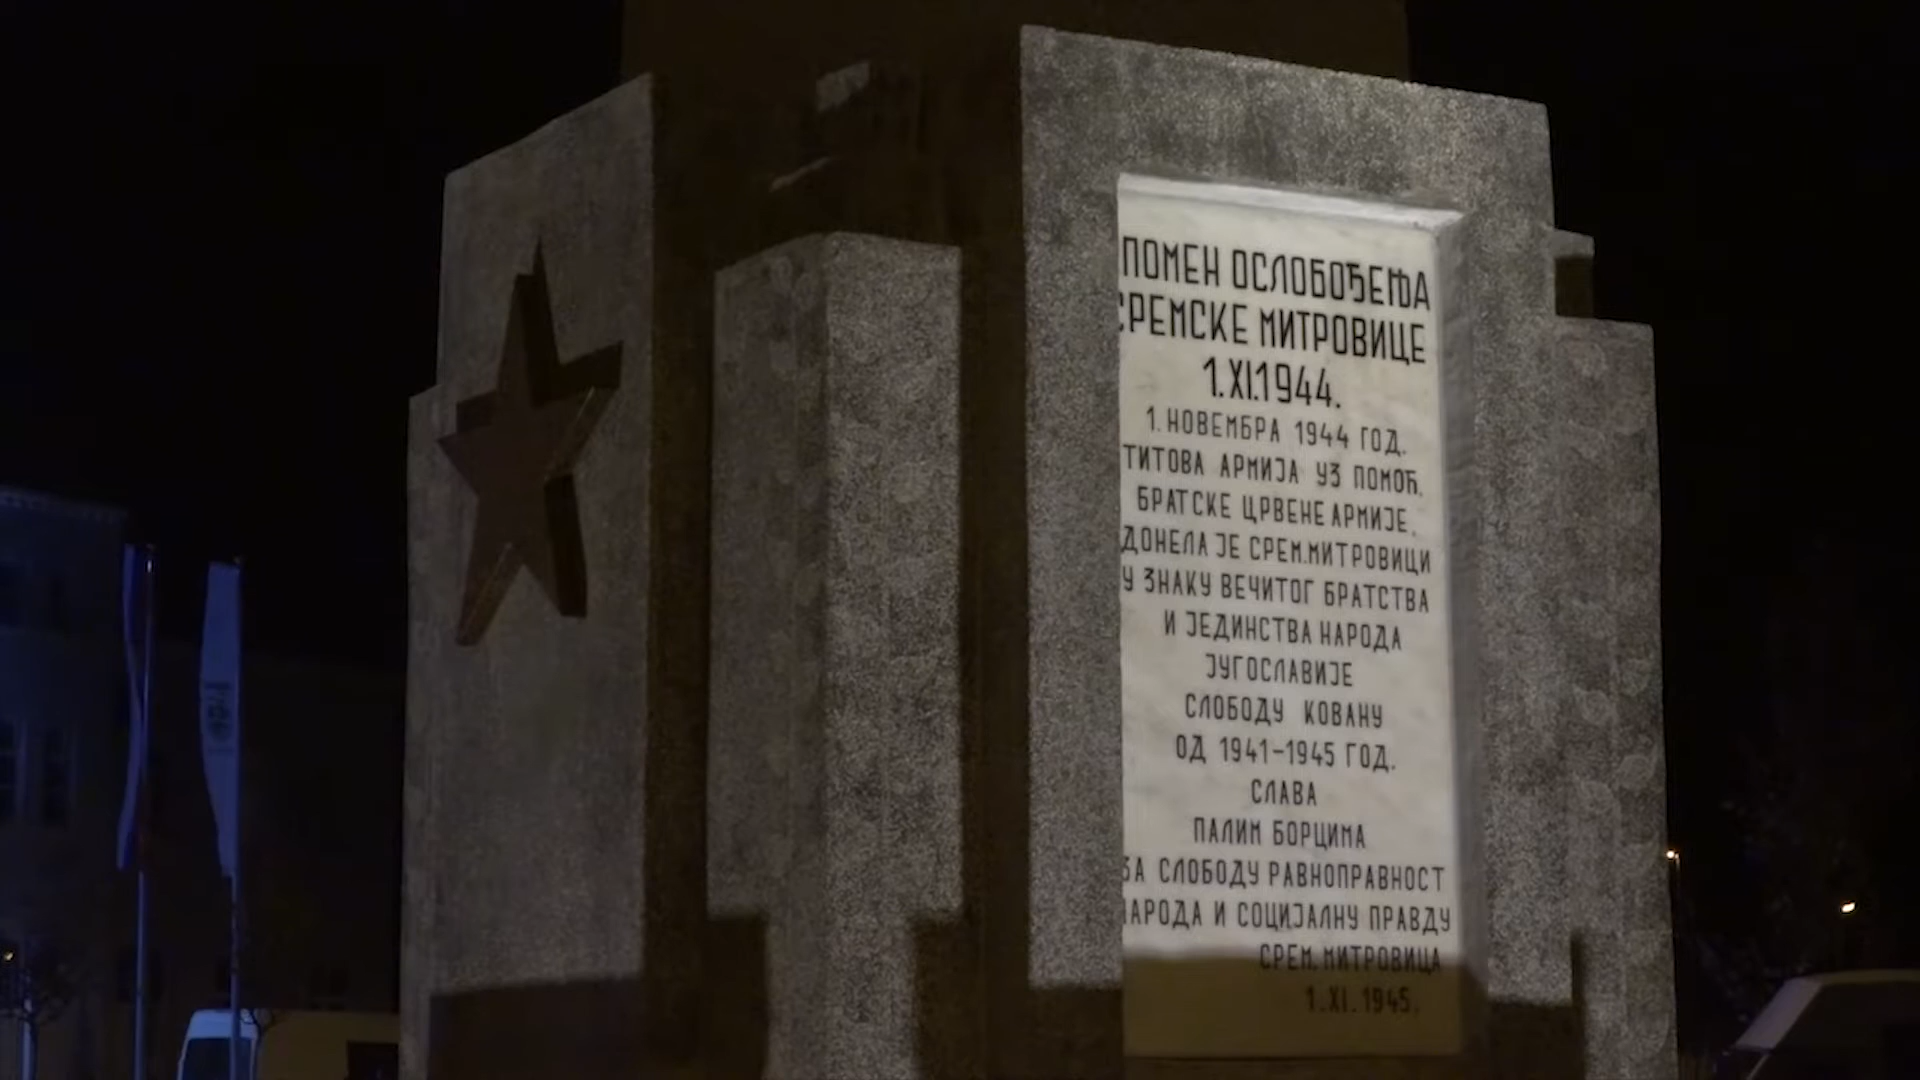 ПОМЕН ОСЛОБОЂЕЊА
СРЕМСКЕ МИТРОВИЦЕ
1.XI.1944.
1. НОВЕМБРА 1944 ГОД.
ТИТОВА АРМИЈА УЗ ПОМОЋ
БРАТСКЕ ЦРВЕНЕ АРМИЈЕ,
ДОНЕЛА ЈЕ СРЕМ.МИТРОВИЦИ
У ЗНАКУ ВЕЧИТОГ БРАТСТВА
И ЈЕДИНСТВА НАРОДА
ЈУГОСЛАВИЈЕ
СЛОБОДУ КОВАНУ
ОД 1941-1945 ГОД.
СЛАВА
ПАЛИМ БОРЦИМА
ЗА СЛОБОДУ РАВНОПРАВНОСТ
НАРОДА И СОЦИЈАЛНУ ПРАВДУ
СРЕМ. МИТРОВИЦА
1.XI.1945.